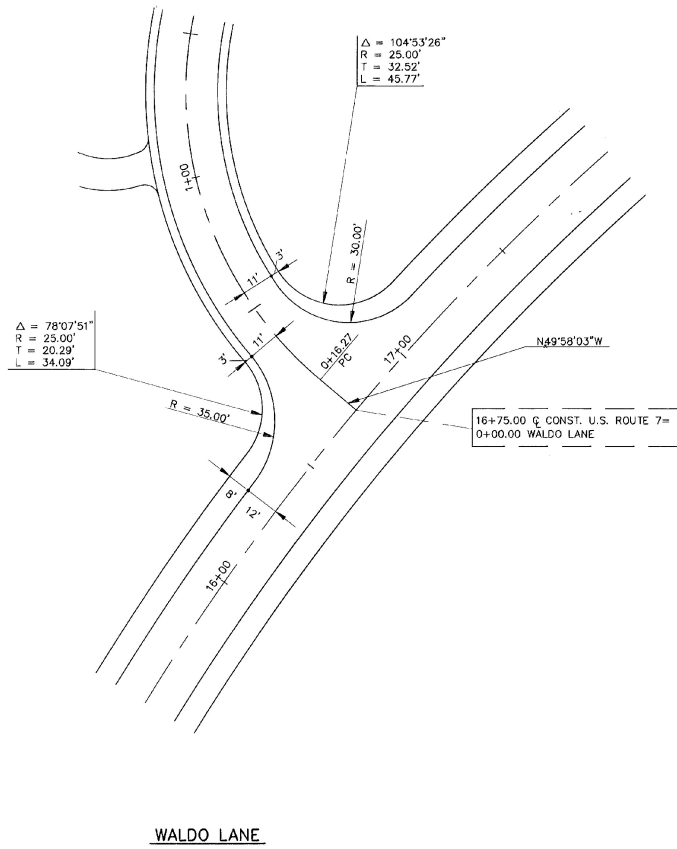 Δ = 104°53'26"
R = 25.00'
T = 32.52'
L = 45.77'
1+00
3'
11'
R = 30.00'
Δ = 78°07'51"
R = 25.00'
T = 20.29'
L = 34.09'
11'
3'
0+16.27
PC
17+00
N49°58'03"W
R = 35.00'
16+75.00 ℄ CONST. U.S. ROUTE 7=
0+00.00 WALDO LANE
8'
12'
16+00
WALDO LANE